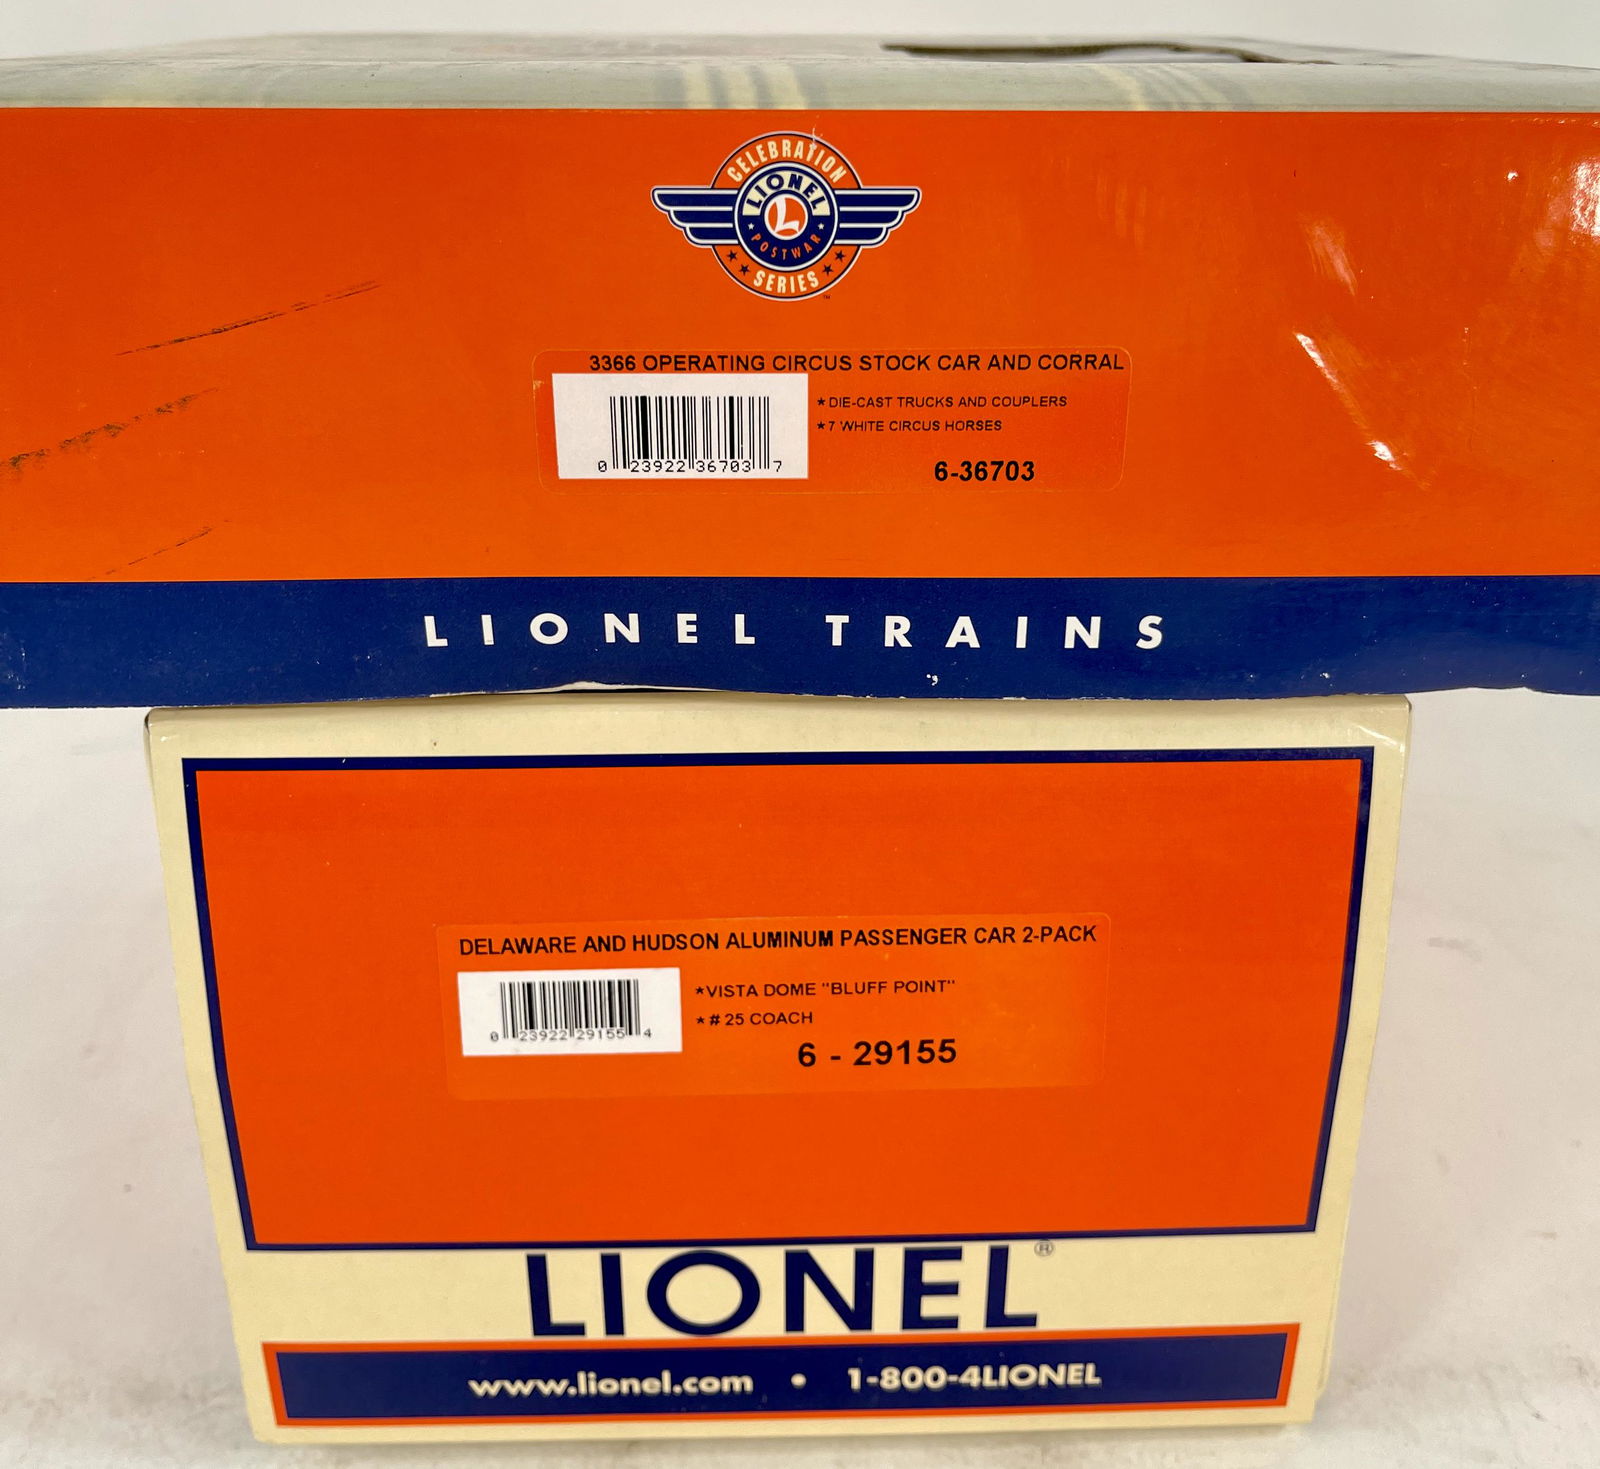 CELEBRATION
LIONEL
L
POSTWAR
SERIES
™
3366 OPERATING CIRCUS STOCK CAR AND CORRAL
*DIE-CAST TRUCKS AND COUPLERS
*7 WHITE CIRCUS HORSES
0 23922 36703 7
6-36703
LIONEL TRAINS
DELAWARE AND HUDSON ALUMINUM PASSENGER CAR 2-PACK
*VISTA DOME "BLUFF POINT"
*#25 COACH
0 23922 29155 4
6 - 29155
LIONEL®
www.lionel.com • 1-800-4LIONEL